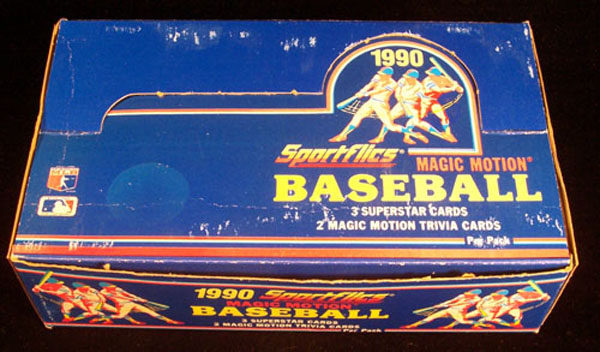 1990
Sportflics
MAGIC MOTION®
BASEBALL
3 SUPERSTAR CARDS
2 MAGIC MOTION TRIVIA CARDS
Per Pack
1990 Sportflics
MAGIC MOTION
BASEBALL
3 SUPERSTAR CARDS
2 MAGIC MOTION TRIVIA CARDS
Per Pack